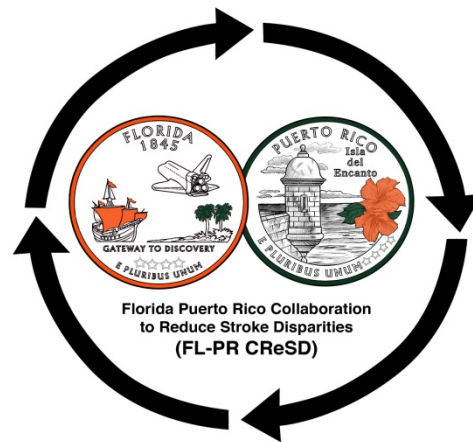 FLORIDA
1845
GATEWAY TO DISCOVERY
E PLURIBUS UNUM
PUERTO RICO
Isla
del
Encanto
E PLURIBUS UNUM
Florida Puerto Rico Collaboration
to Reduce Stroke Disparities
(FL-PR CReSD)